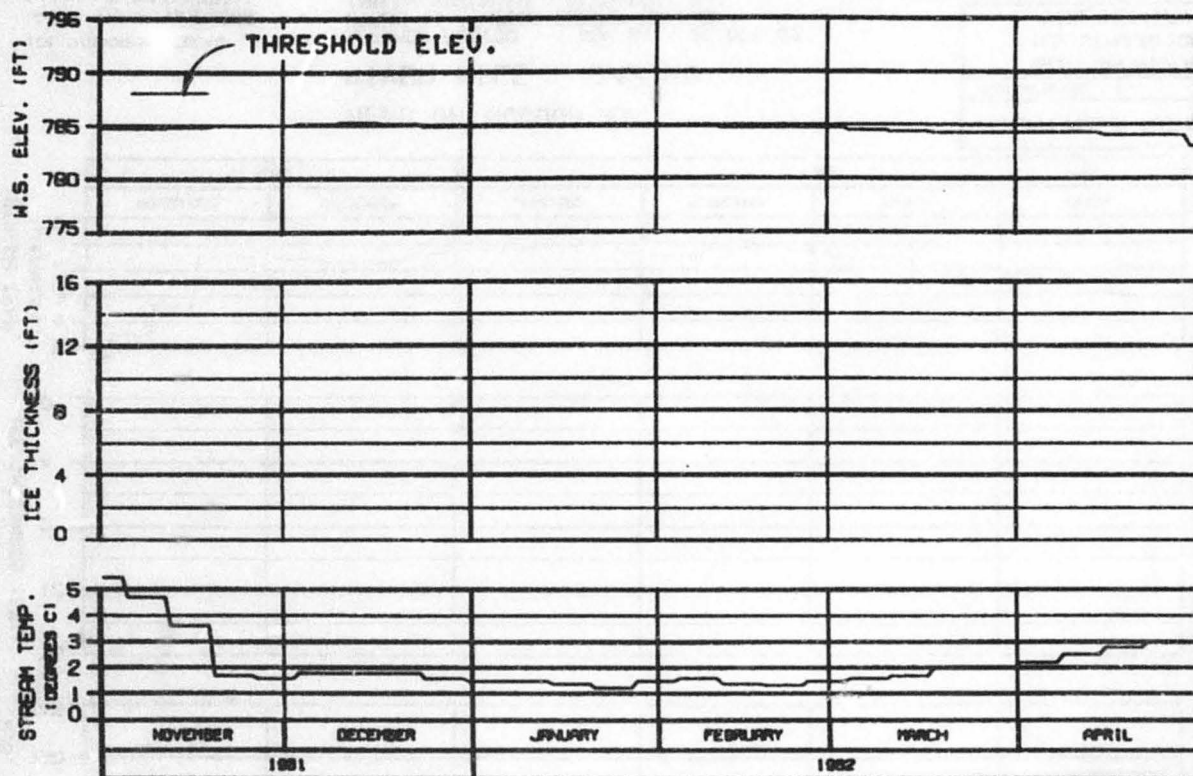 795
790
785
780
775
W.S. ELEV. (FT)
THRESHOLD ELEV.
16
12
8
4
0
ICE THICKNESS (FT)
5
4
3
2
1
0
STREAM TEMP.
(DEGREES C)
NOVEMBER DECEMBER JANUARY FEBRUARY MARCH APRIL
1981 1982